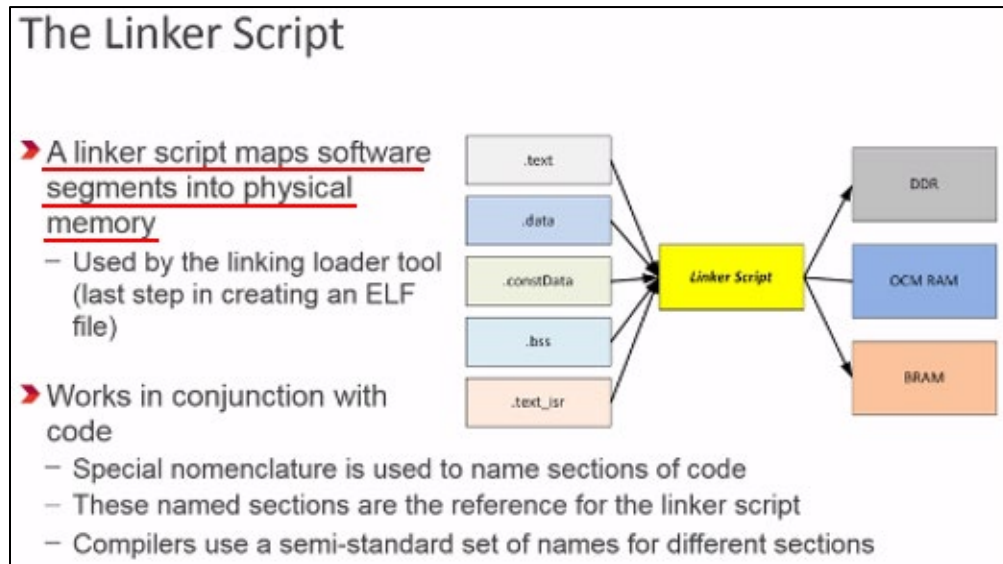 The Linker Script
A linker script maps software
segments into physical
memory
– Used by the linking loader tool
(last step in creating an ELF
file)
Works in conjunction with
code
– Special nomenclature is used to name sections of code
– These named sections are the reference for the linker script
– Compilers use a semi-standard set of names for different sections
.text
.data
.constData
.bss
.text_isr
Linker Script
DDR
OCM RAM
BRAM